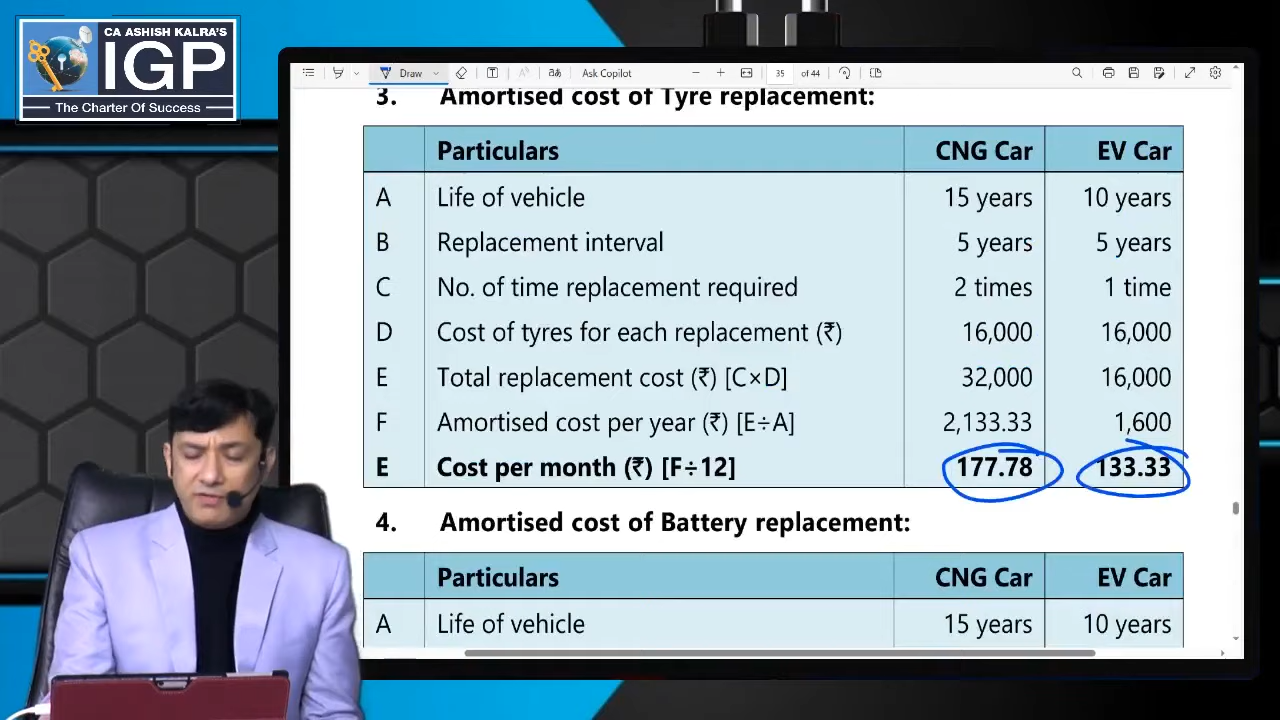 CA ASHISH KALRA'S
IGP
The Charter Of Success
Draw
Ask Copilot
35 of 44
3. Amortised cost of Tyre replacement:
Particulars CNG Car EV Car
A Life of vehicle 15 years 10 years
B Replacement interval 5 years 5 years
C No. of time replacement required 2 times 1 time
D Cost of tyres for each replacement (₹) 16,000 16,000
E Total replacement cost (₹) [C×D] 32,000 16,000
F Amortised cost per year (₹) [E÷A] 2,133.33 1,600
E Cost per month (₹) [F÷12] 177.78 133.33
4. Amortised cost of Battery replacement:
Particulars CNG Car EV Car
A Life of vehicle 15 years 10 years